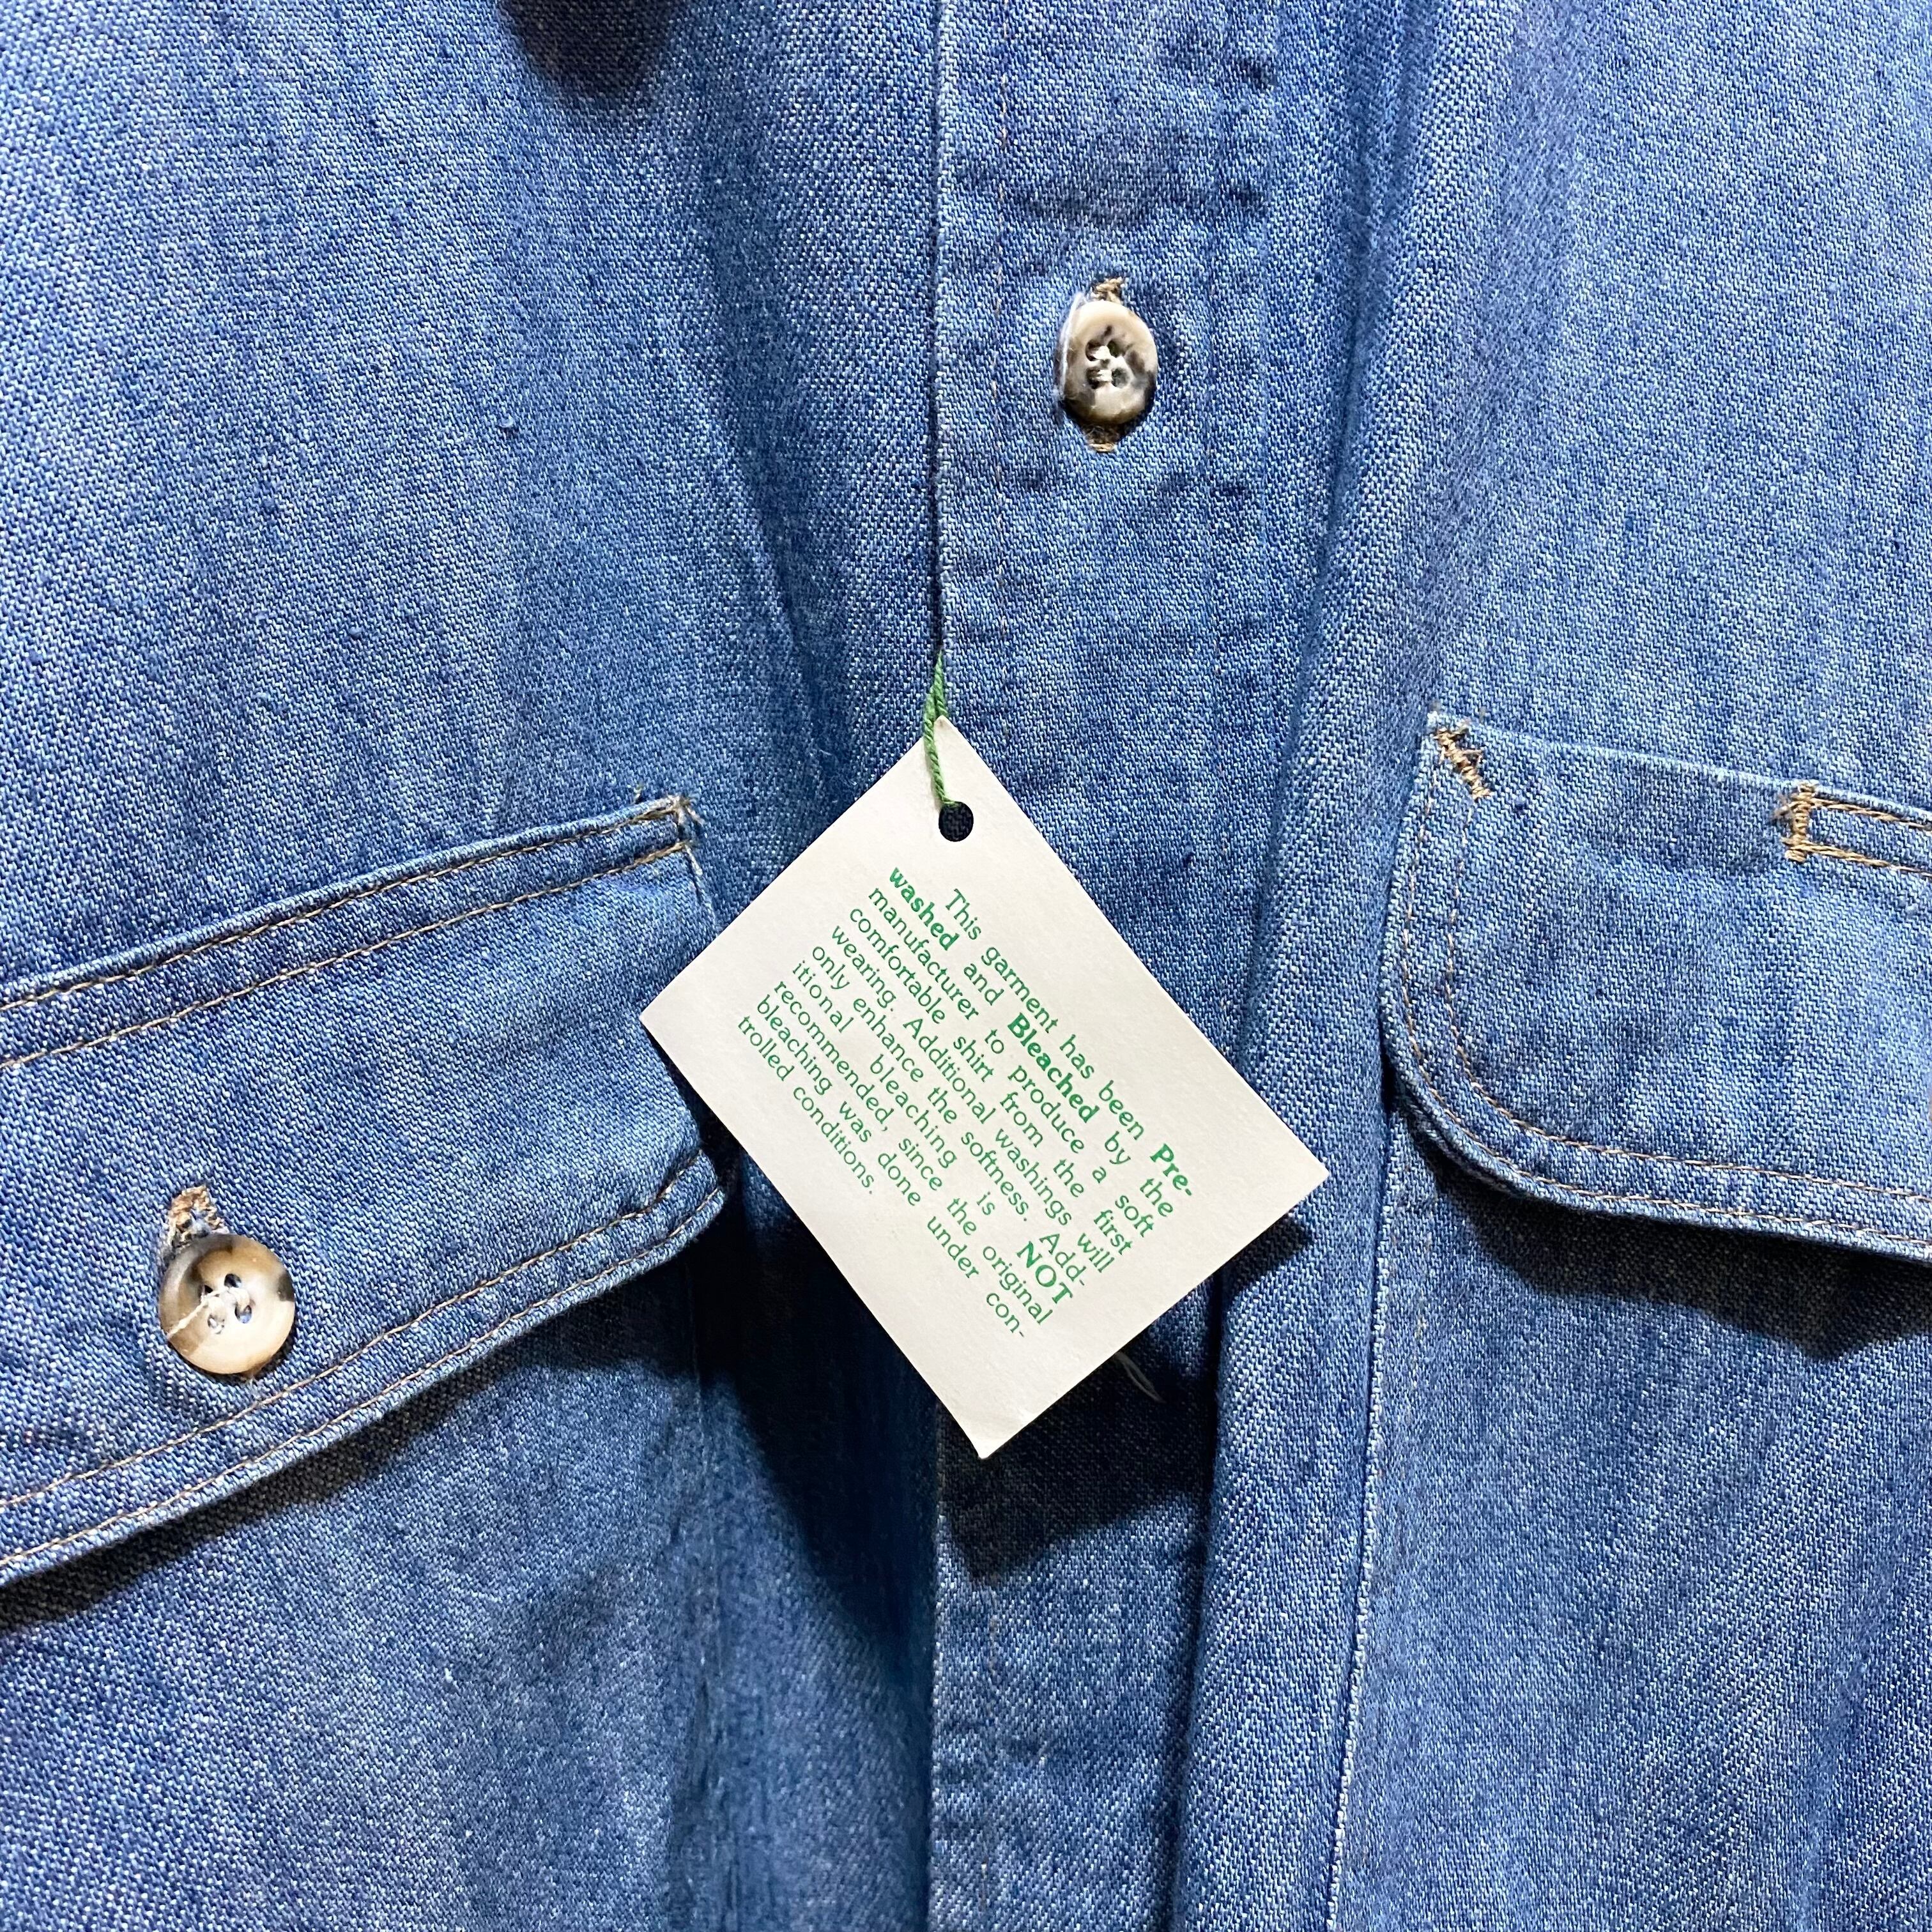 This garment has been Pre-
washed and Bleached by the
manufacturer to produce a soft
comfortable shirt from the first
wearing. Additional washings will
only enhance the softness. Add-
itional bleaching is NOT
recommended, since the original
bleaching was done under con-
trolled conditions.